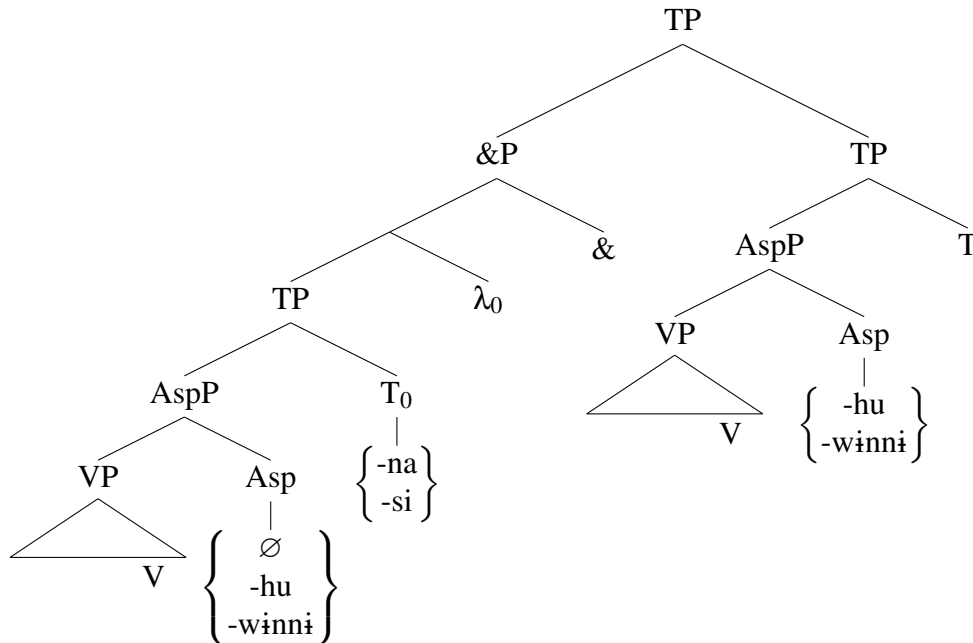 TP
&P TP
& AspP T
TP λ₀
VP Asp
AspP T₀
-hu
V -wɨnnɨ
-na
VP Asp
-si
∅
V
-hu
-wɨnnɨ